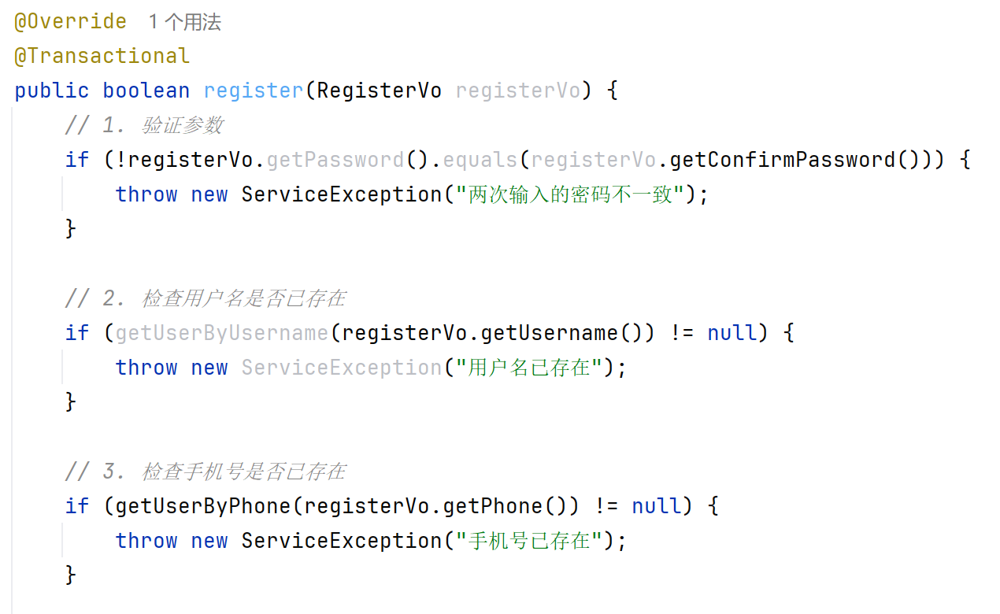 @Override 1 个用法
@Transactional
public boolean register(RegisterVo registerVo) {
// 1. 验证参数
if (!registerVo.getPassword().equals(registerVo.getConfirmPassword())) {
throw new ServiceException("两次输入的密码不一致");
}
// 2. 检查用户名是否已存在
if (getUserByUsername(registerVo.getUsername()) != null) {
throw new ServiceException("用户名已存在");
}
// 3. 检查手机号是否已存在
if (getUserByPhone(registerVo.getPhone()) != null) {
throw new ServiceException("手机号已存在");
}